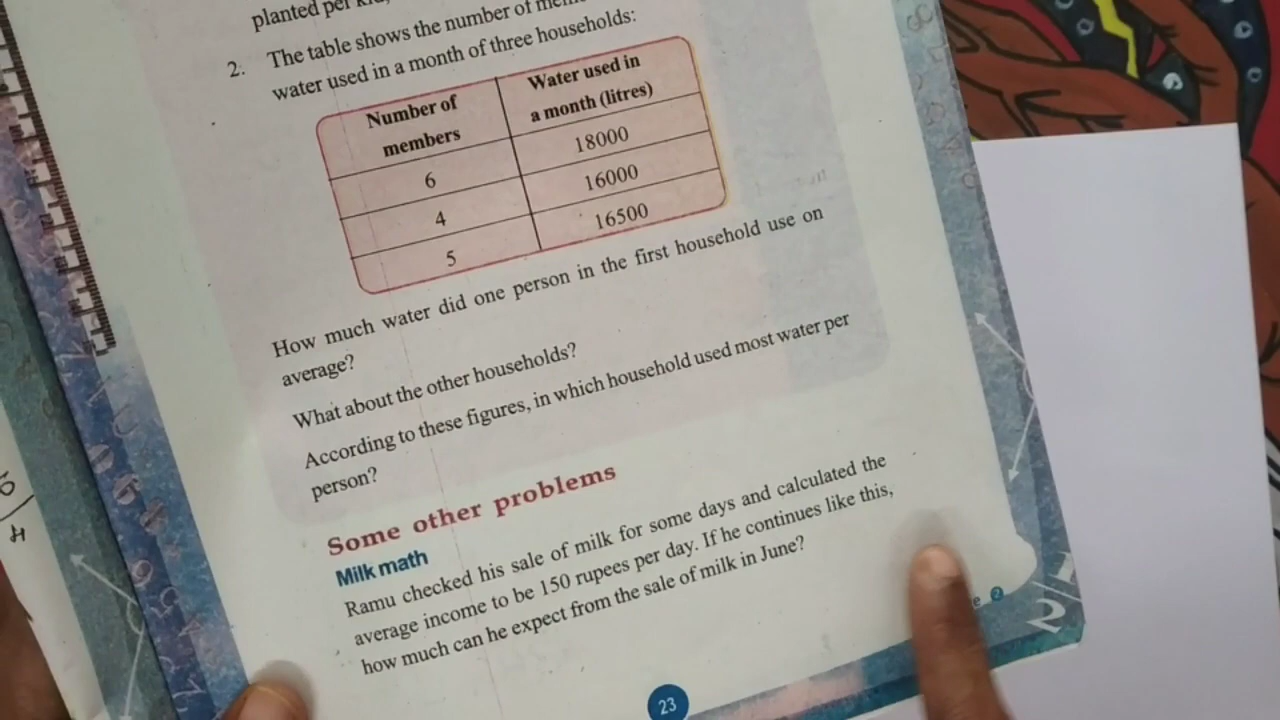 planted per
2. The table shows the number of
water used in a month of three households:
Number of members Water used in a month (litres)
6 18000
4 16000
5 16500
How much water did one person in the first household use on
average?
What about the other households?
According to these figures, in which household used most water per
person?
Some other problems
Milk math
Ramu checked his sale of milk for some days and calculated the
average income to be 150 rupees per day. If he continues like this,
how much can he expect from the sale of milk in June?
23